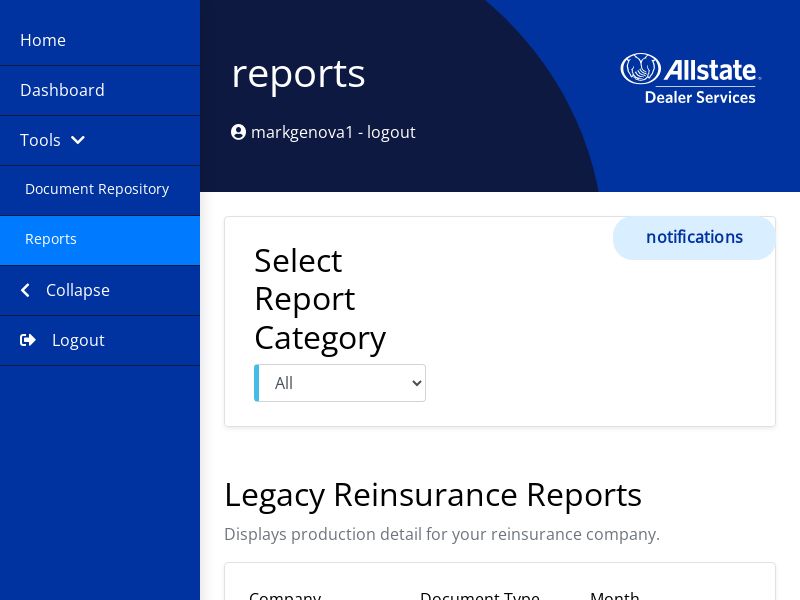 Home
Dashboard
Tools
Document Repository
Reports
Collapse
Logout
reports
markgenova1 - logout
Allstate
Dealer Services
notifications
Select
Report
Category
All
Legacy Reinsurance Reports
Displays production detail for your reinsurance company.
Company Document Type Month